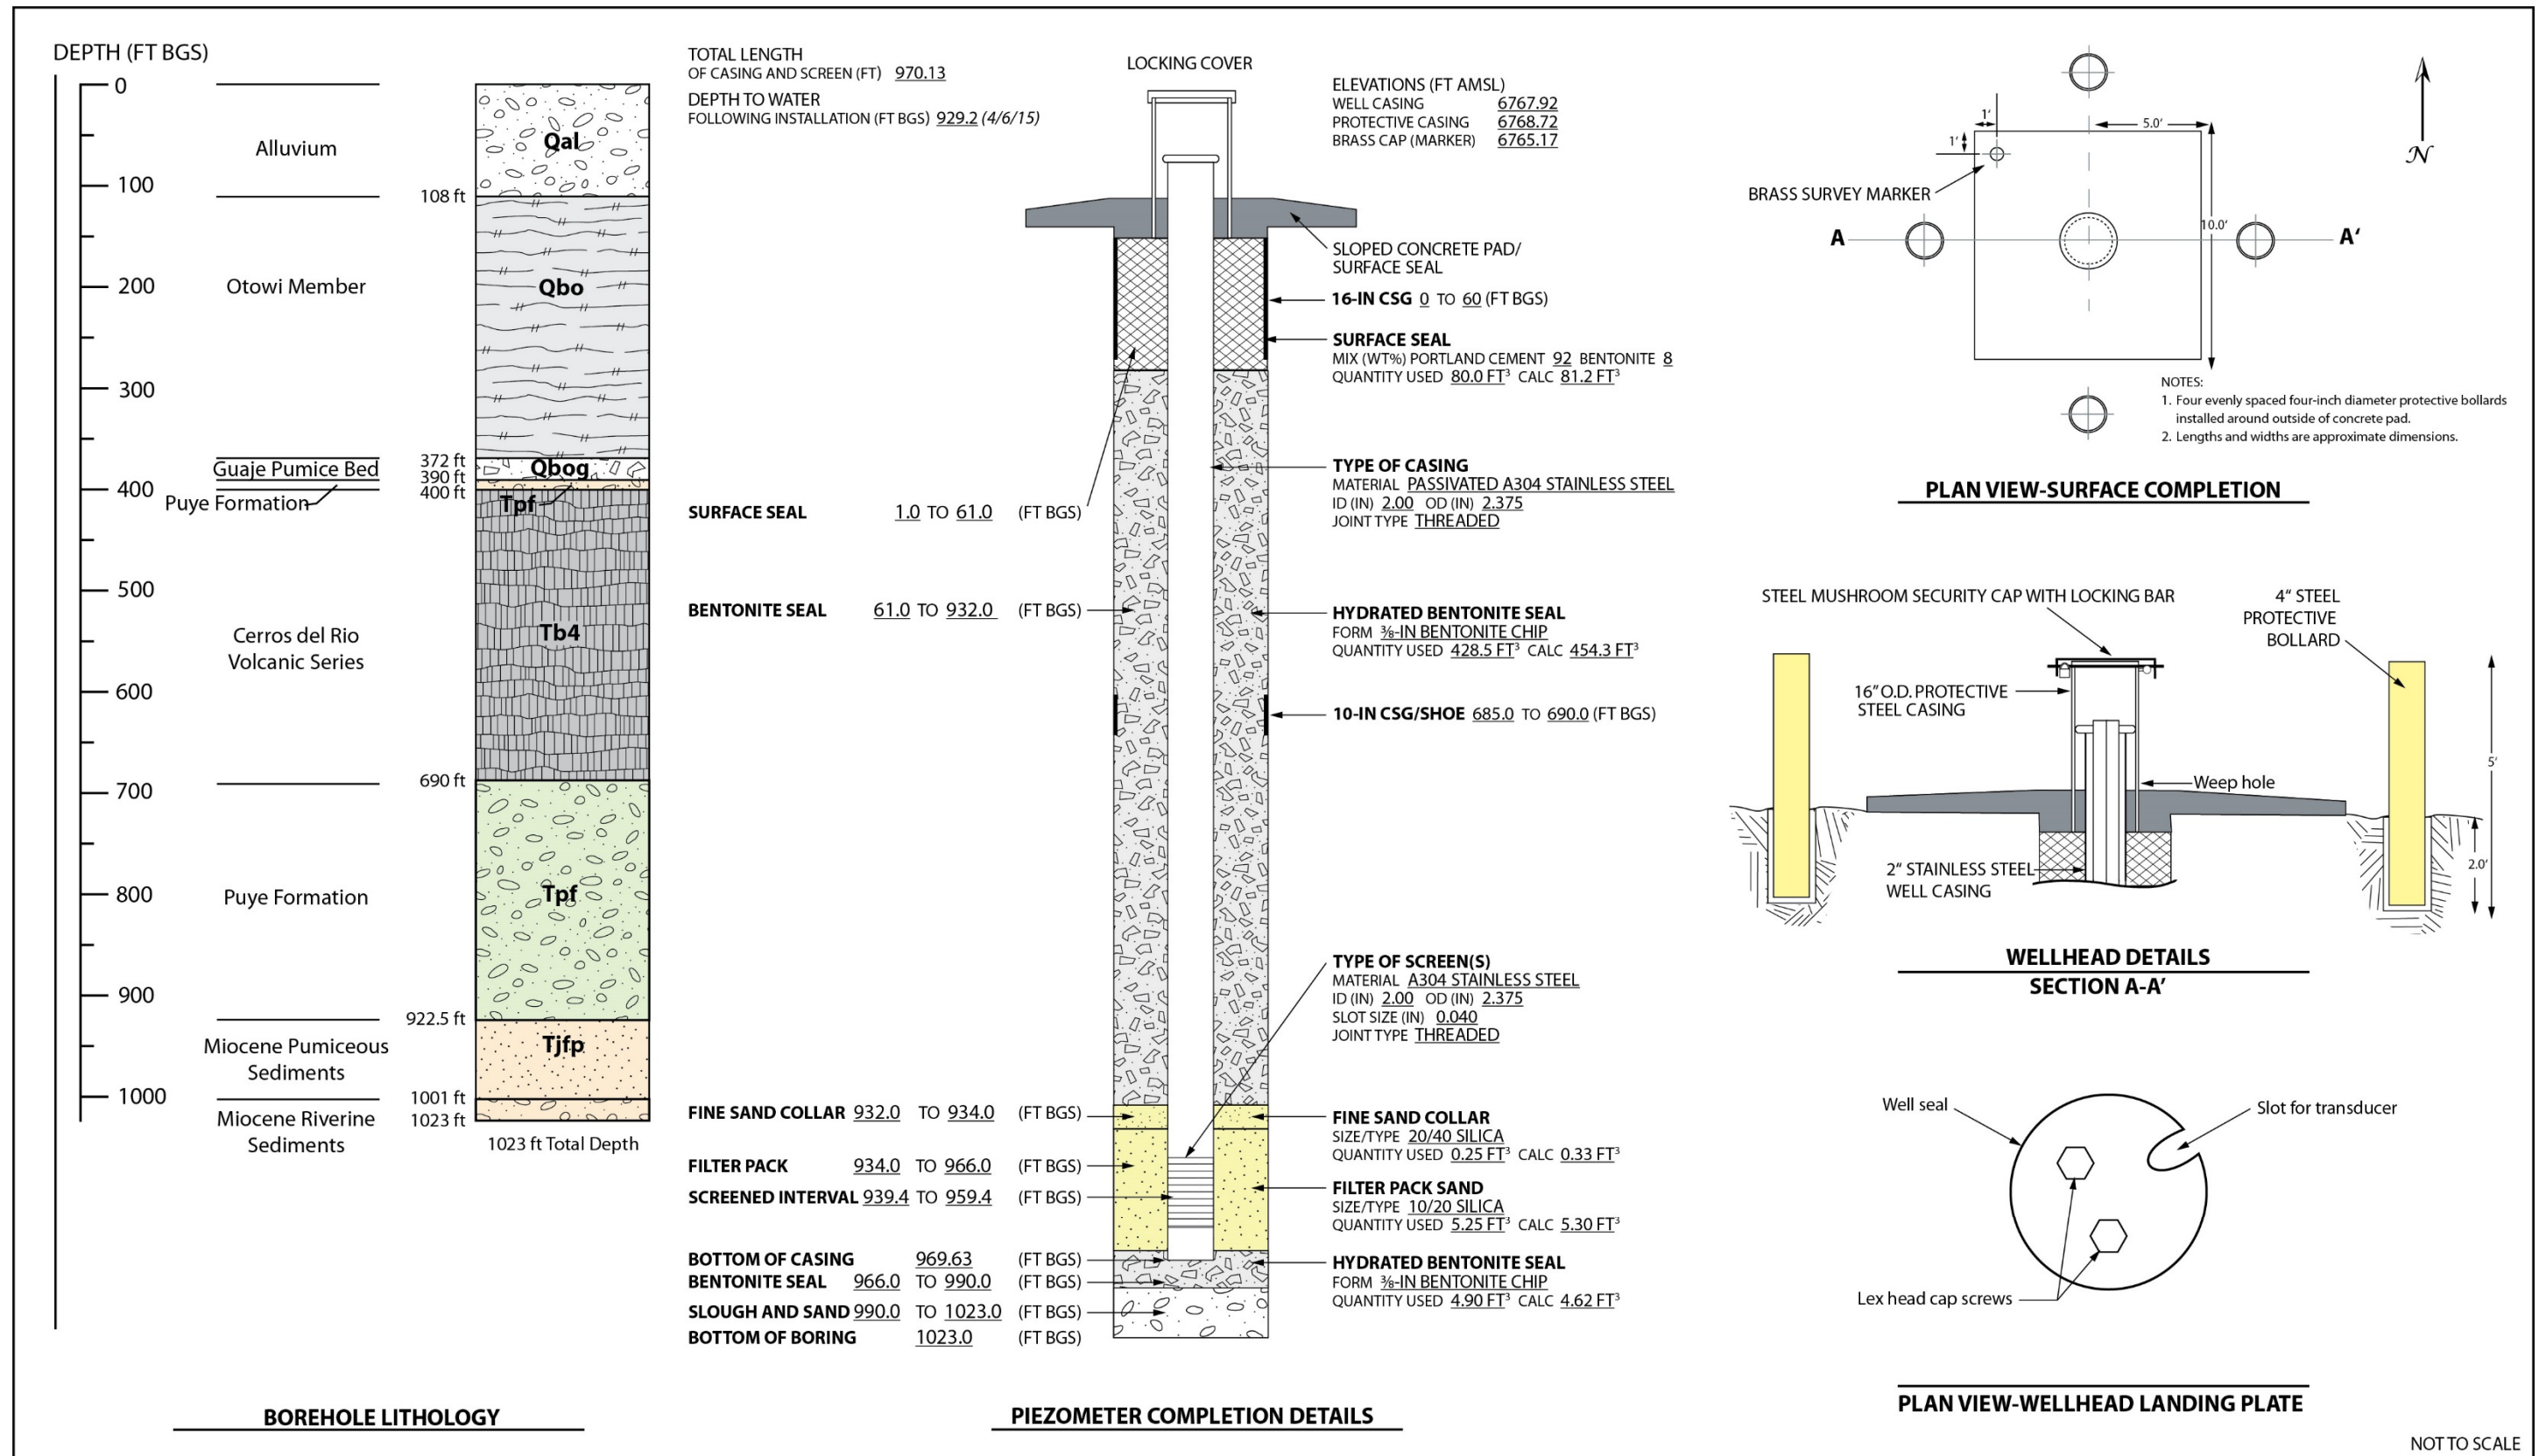 DEPTH (FT BGS)
0
100
200
300
400
500
600
700
800
900
1000
Alluvium
Otowi Member
Guaje Pumice Bed
Puye Formation
Cerros del Rio
Volcanic Series
Puye Formation
Miocene Pumiceous
Sediments
Miocene Riverine
Sediments
108 ft
372 ft
390 ft
400 ft
690 ft
922.5 ft
1001 ft
1023 ft
Qal
Qbo
Qbog
Tpf
Tb4
Tpf
Tjfp
1023 ft Total Depth
BOREHOLE LITHOLOGY
TOTAL LENGTH
OF CASING AND SCREEN (FT) 970.13
DEPTH TO WATER
FOLLOWING INSTALLATION (FT BGS) 929.2 (4/6/15)
SURFACE SEAL 1.0 TO 61.0 (FT BGS)
BENTONITE SEAL 61.0 TO 932.0 (FT BGS)
FINE SAND COLLAR 932.0 TO 934.0 (FT BGS)
FILTER PACK 934.0 TO 966.0 (FT BGS)
SCREENED INTERVAL 939.4 TO 959.4 (FT BGS)
BOTTOM OF CASING 969.63 (FT BGS)
BENTONITE SEAL 966.0 TO 990.0 (FT BGS)
SLOUGH AND SAND 990.0 TO 1023.0 (FT BGS)
BOTTOM OF BORING 1023.0 (FT BGS)
LOCKING COVER
ELEVATIONS (FT AMSL)
WELL CASING 6767.92
PROTECTIVE CASING 6768.72
BRASS CAP (MARKER) 6765.17
SLOPED CONCRETE PAD/
SURFACE SEAL
16-IN CSG 0 TO 60 (FT BGS)
SURFACE SEAL
MIX (WT%) PORTLAND CEMENT 92 BENTONITE 8
QUANTITY USED 80.0 FT³ CALC 81.2 FT³
TYPE OF CASING
MATERIAL PASSIVATED A304 STAINLESS STEEL
ID (IN) 2.00 OD (IN) 2.375
JOINT TYPE THREADED
HYDRATED BENTONITE SEAL
FORM ⅜-IN BENTONITE CHIP
QUANTITY USED 428.5 FT³ CALC 454.3 FT³
10-IN CSG/SHOE 685.0 TO 690.0 (FT BGS)
TYPE OF SCREEN(S)
MATERIAL A304 STAINLESS STEEL
ID (IN) 2.00 OD (IN) 2.375
SLOT SIZE (IN) 0.040
JOINT TYPE THREADED
FINE SAND COLLAR
SIZE/TYPE 20/40 SILICA
QUANTITY USED 0.25 FT³ CALC 0.33 FT³
FILTER PACK SAND
SIZE/TYPE 10/20 SILICA
QUANTITY USED 5.25 FT³ CALC 5.30 FT³
HYDRATED BENTONITE SEAL
FORM ⅜-IN BENTONITE CHIP
QUANTITY USED 4.90 FT³ CALC 4.62 FT³
PIEZOMETER COMPLETION DETAILS
1'
1'
5.0'
10.0'
N
BRASS SURVEY MARKER
A
A'
NOTES:
1. Four evenly spaced four-inch diameter protective bollards
installed around outside of concrete pad.
2. Lengths and widths are approximate dimensions.
PLAN VIEW-SURFACE COMPLETION
STEEL MUSHROOM SECURITY CAP WITH LOCKING BAR
4" STEEL
PROTECTIVE
BOLLARD
16" O.D. PROTECTIVE
STEEL CASING
Weep hole
5'
2.0'
2" STAINLESS STEEL
WELL CASING
WELLHEAD DETAILS
SECTION A-A'
Well seal
Slot for transducer
Lex head cap screws
PLAN VIEW-WELLHEAD LANDING PLATE
NOT TO SCALE